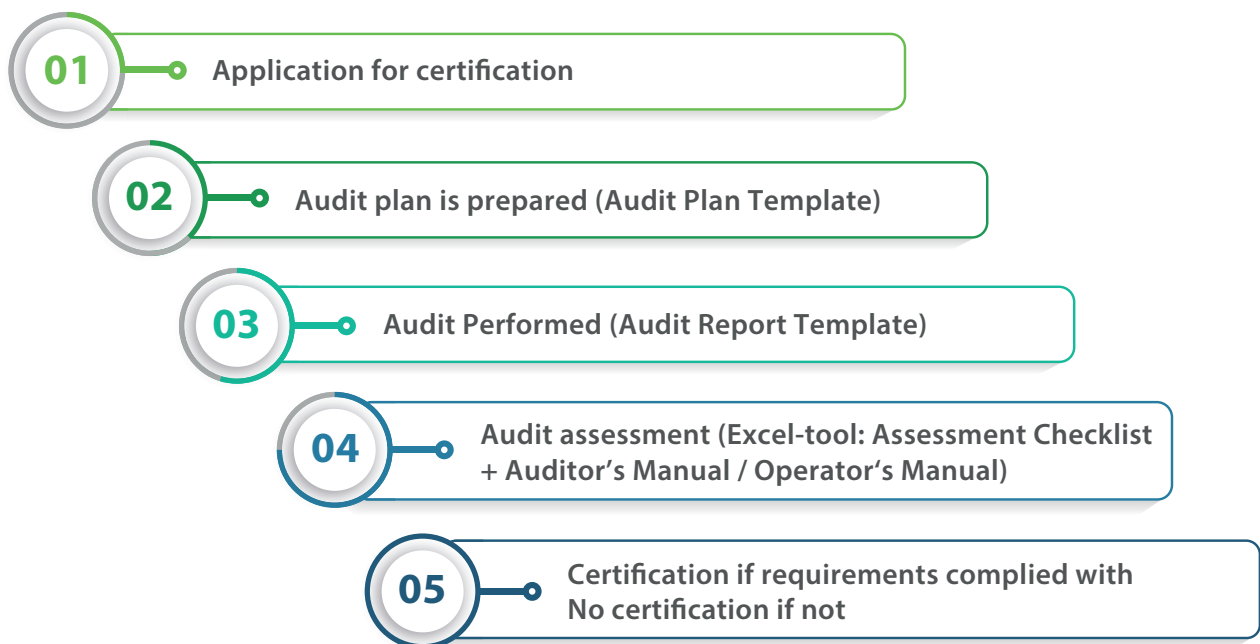 01
Application for certification
02
Audit plan is prepared (Audit Plan Template)
03
Audit Performed (Audit Report Template)
04
Audit assessment (Excel-tool: Assessment Checklist
+ Auditor’s Manual / Operator‘s Manual)
05
Certification if requirements complied with
No certification if not